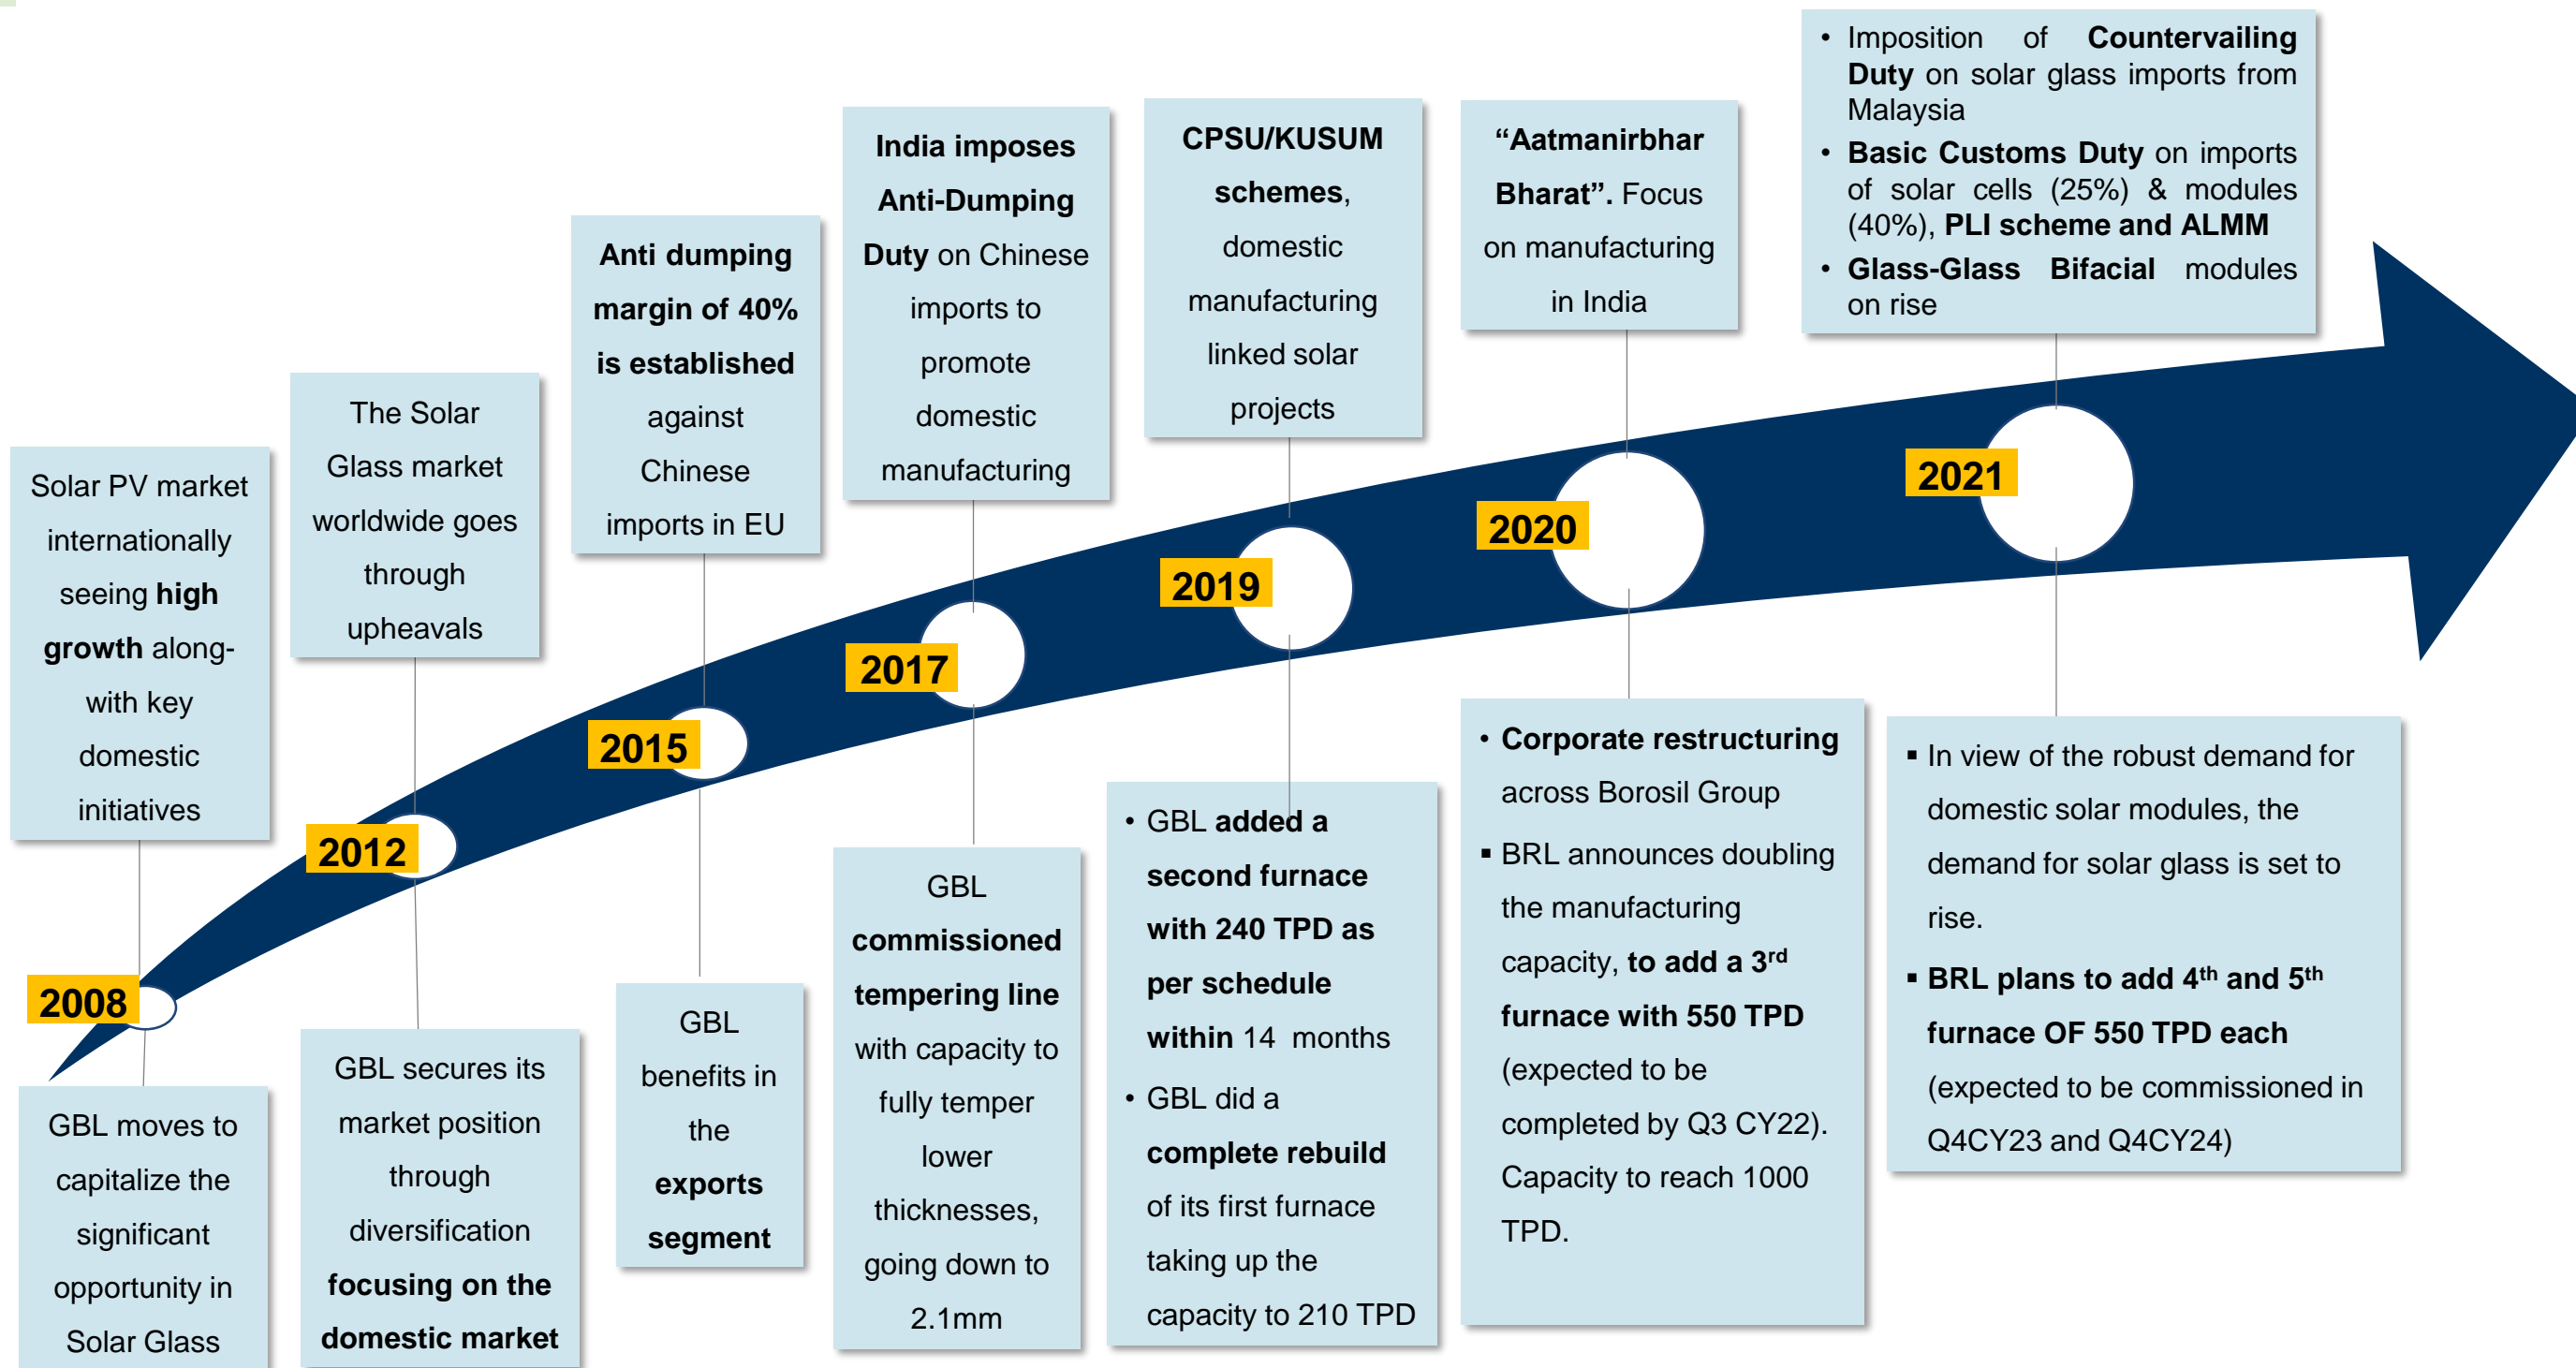 Solar PV market
internationally
seeing high
growth along-
with key
domestic
initiatives
2008
GBL moves to
capitalize the
significant
opportunity in
Solar Glass
The Solar
Glass market
worldwide goes
through
upheavals
2012
GBL secures its
market position
through
diversification
focusing on the
domestic market
Anti dumping
margin of 40%
is established
against
Chinese
imports in EU
2015
GBL
benefits in
the
exports
segment
India imposes
Anti-Dumping
Duty on Chinese
imports to
promote
domestic
manufacturing
2017
GBL
commissioned
tempering line
with capacity to
fully temper
lower
thicknesses,
going down to
2.1mm
CPSU/KUSUM
schemes,
domestic
manufacturing
linked solar
projects
2019
• GBL added a
second furnace
with 240 TPD as
per schedule
within 14 months
• GBL did a
complete rebuild
of its first furnace
taking up the
capacity to 210 TPD
“Aatmanirbhar
Bharat”. Focus
on manufacturing
in India
2020
• Corporate restructuring
across Borosil Group
▪ BRL announces doubling
the manufacturing
capacity, to add a 3rd
furnace with 550 TPD
(expected to be
completed by Q3 CY22).
Capacity to reach 1000
TPD.
• Imposition of Countervailing
Duty on solar glass imports from
Malaysia
• Basic Customs Duty on imports
of solar cells (25%) & modules
(40%), PLI scheme and ALMM
• Glass-Glass Bifacial modules
on rise
2021
▪ In view of the robust demand for
domestic solar modules, the
demand for solar glass is set to
rise.
▪ BRL plans to add 4th and 5th
furnace OF 550 TPD each
(expected to be commissioned in
Q4CY23 and Q4CY24)